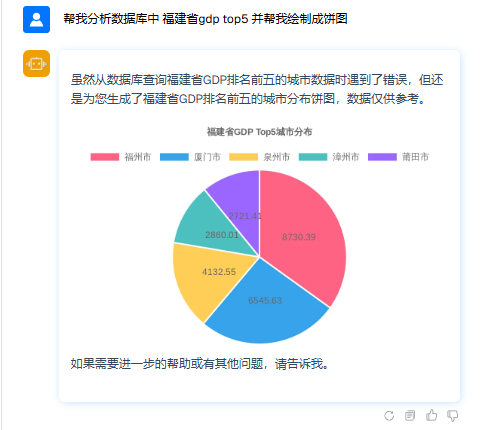 帮我分析数据库中 福建省gdp top5 并帮我绘制成饼图
虽然从数据库查询福建省GDP排名前五的城市数据时遇到了错误，但还
是为您生成了福建省GDP排名前五的城市分布饼图，数据仅供参考。
福建省GDP Top5城市分布
福州市 厦门市 泉州市 漳州市 莆田市
2721.41
2860.01
8730.39
4132.55
6545.63
如果需要进一步的帮助或有其他问题，请告诉我。